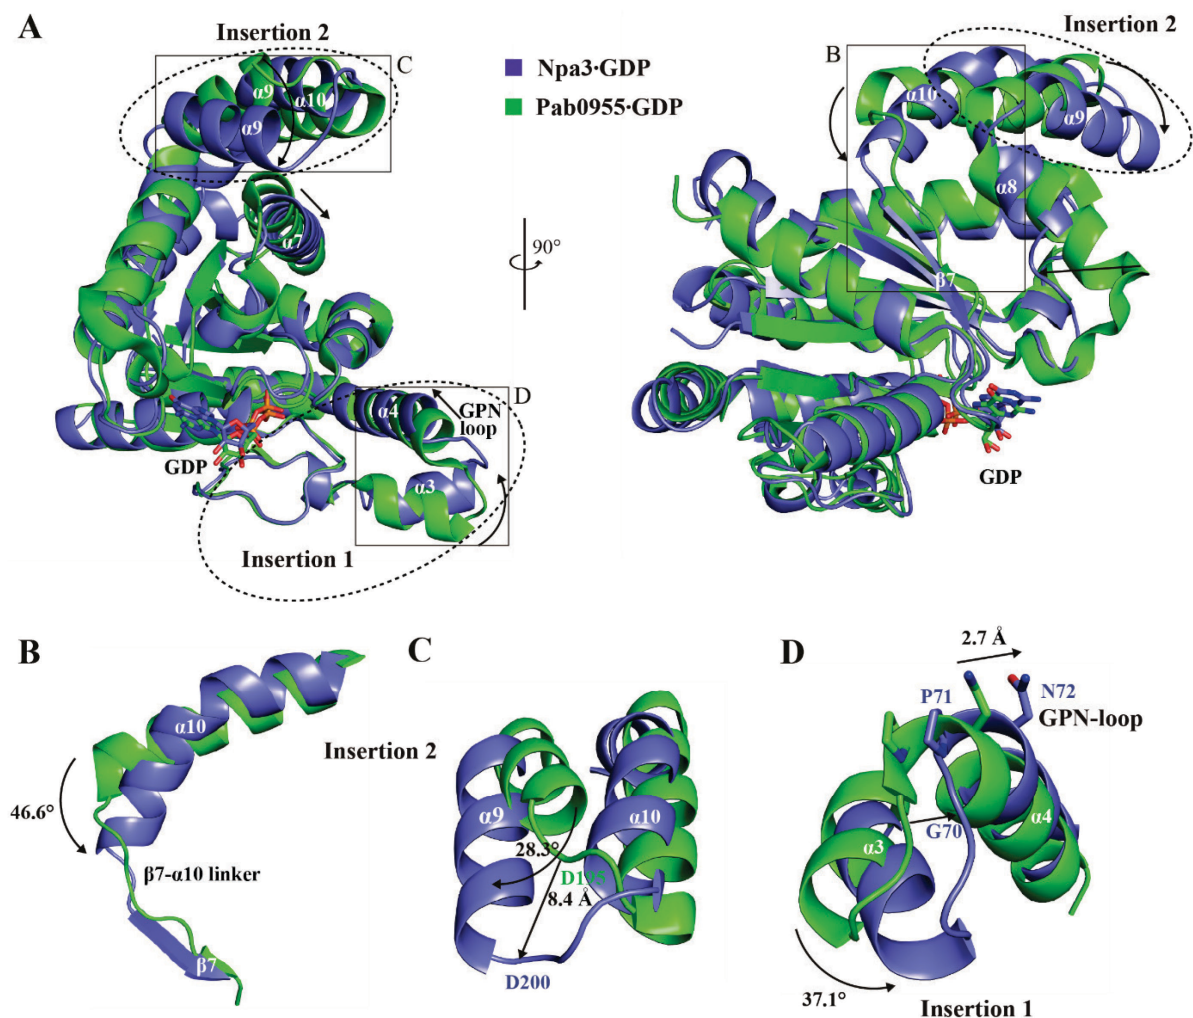 A
Insertion 2
C
α9
α10
α9
α7
Npa3·GDP
Pab0955·GDP
90°
Insertion 2
B
α10
α9
α8
β7
GDP
D
α4
GPN
loop
GDP
α3
Insertion 1
B
α10
46.6°
β7-α10 linker
β7
C
Insertion 2
α9
α10
28.3°
8.4 Å
D200
D
2.7 Å
P71
N72
GPN-loop
G70
α3
α4
37.1°
Insertion 1